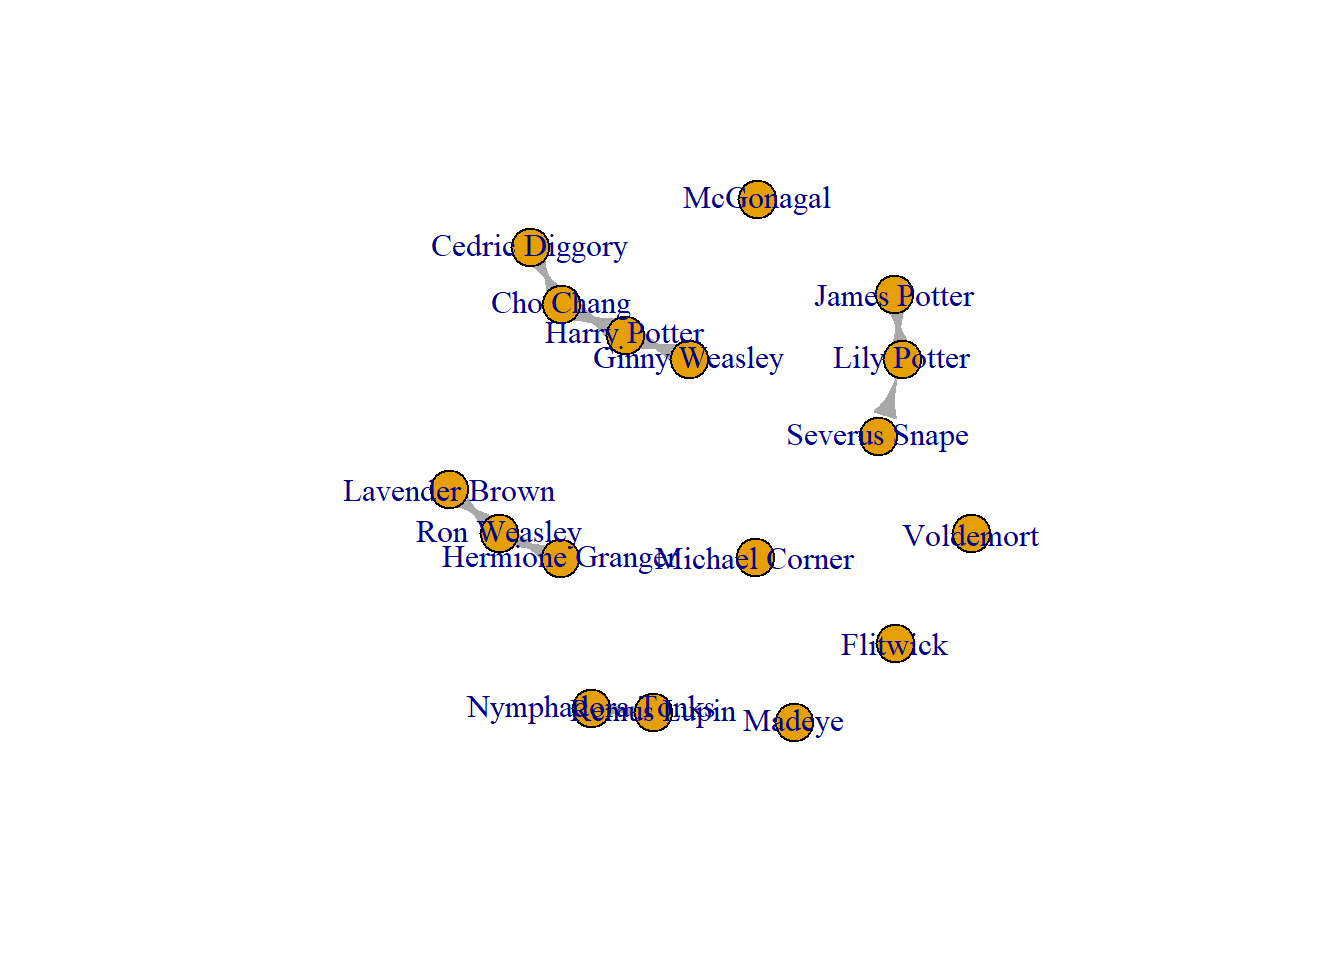 McGonagal
Cedric Diggory
James Potter
Cho Chang
Harry Potter
Ginny Weasley
Lily Potter
Severus Snape
Lavender Brown
Ron Weasley
Voldemort
Hermione Granger
Michael Corner
Flitwick
Nymphadora Tonks
Remus Lupin
Madeye